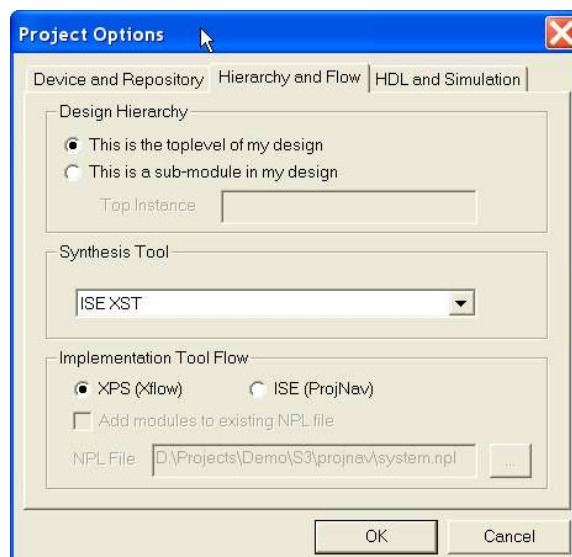 Project Options
Device and Repository Hierarchy and Flow HDL and Simulation
Design Hierarchy
This is the toplevel of my design
This is a sub-module in my design
Top Instance
Synthesis Tool
ISE XST
Implementation Tool Flow
XPS (Xflow) ISE (ProjNav)
Add modules to existing NPL file
NPL File D:\Projects\Demo\S3\projnav\system.npl ...
OK Cancel